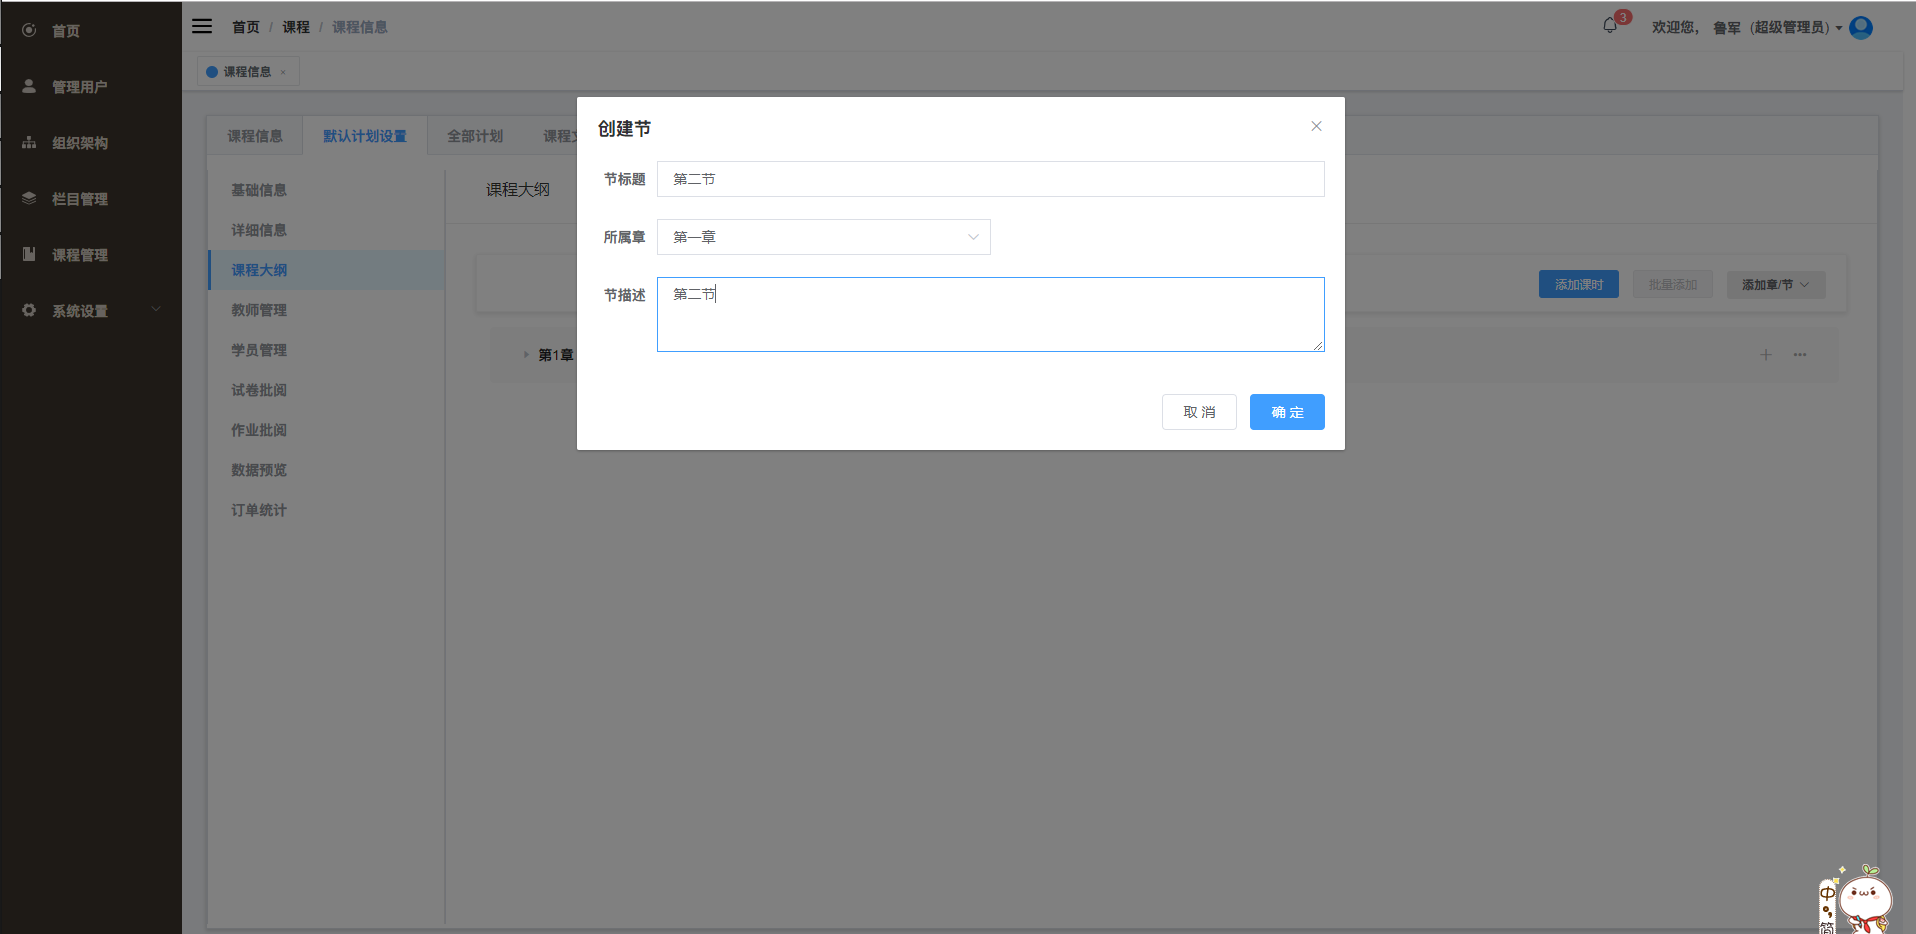 首页
管理用户
组织架构
栏目管理
课程管理
系统设置
首页 / 课程 / 课程信息
3
欢迎您， 鲁军（超级管理员）
课程信息 ×
课程信息 默认计划设置 全部计划 课程
基础信息
详细信息
课程大纲
教师管理
学员管理
试卷批阅
作业批阅
数据预览
订单统计
课程大纲
添加课时 批量添加 添加章/节
第1章
创建节
节标题 第二节
所属章 第一章
节描述 第二节
取 消 确 定
中
简